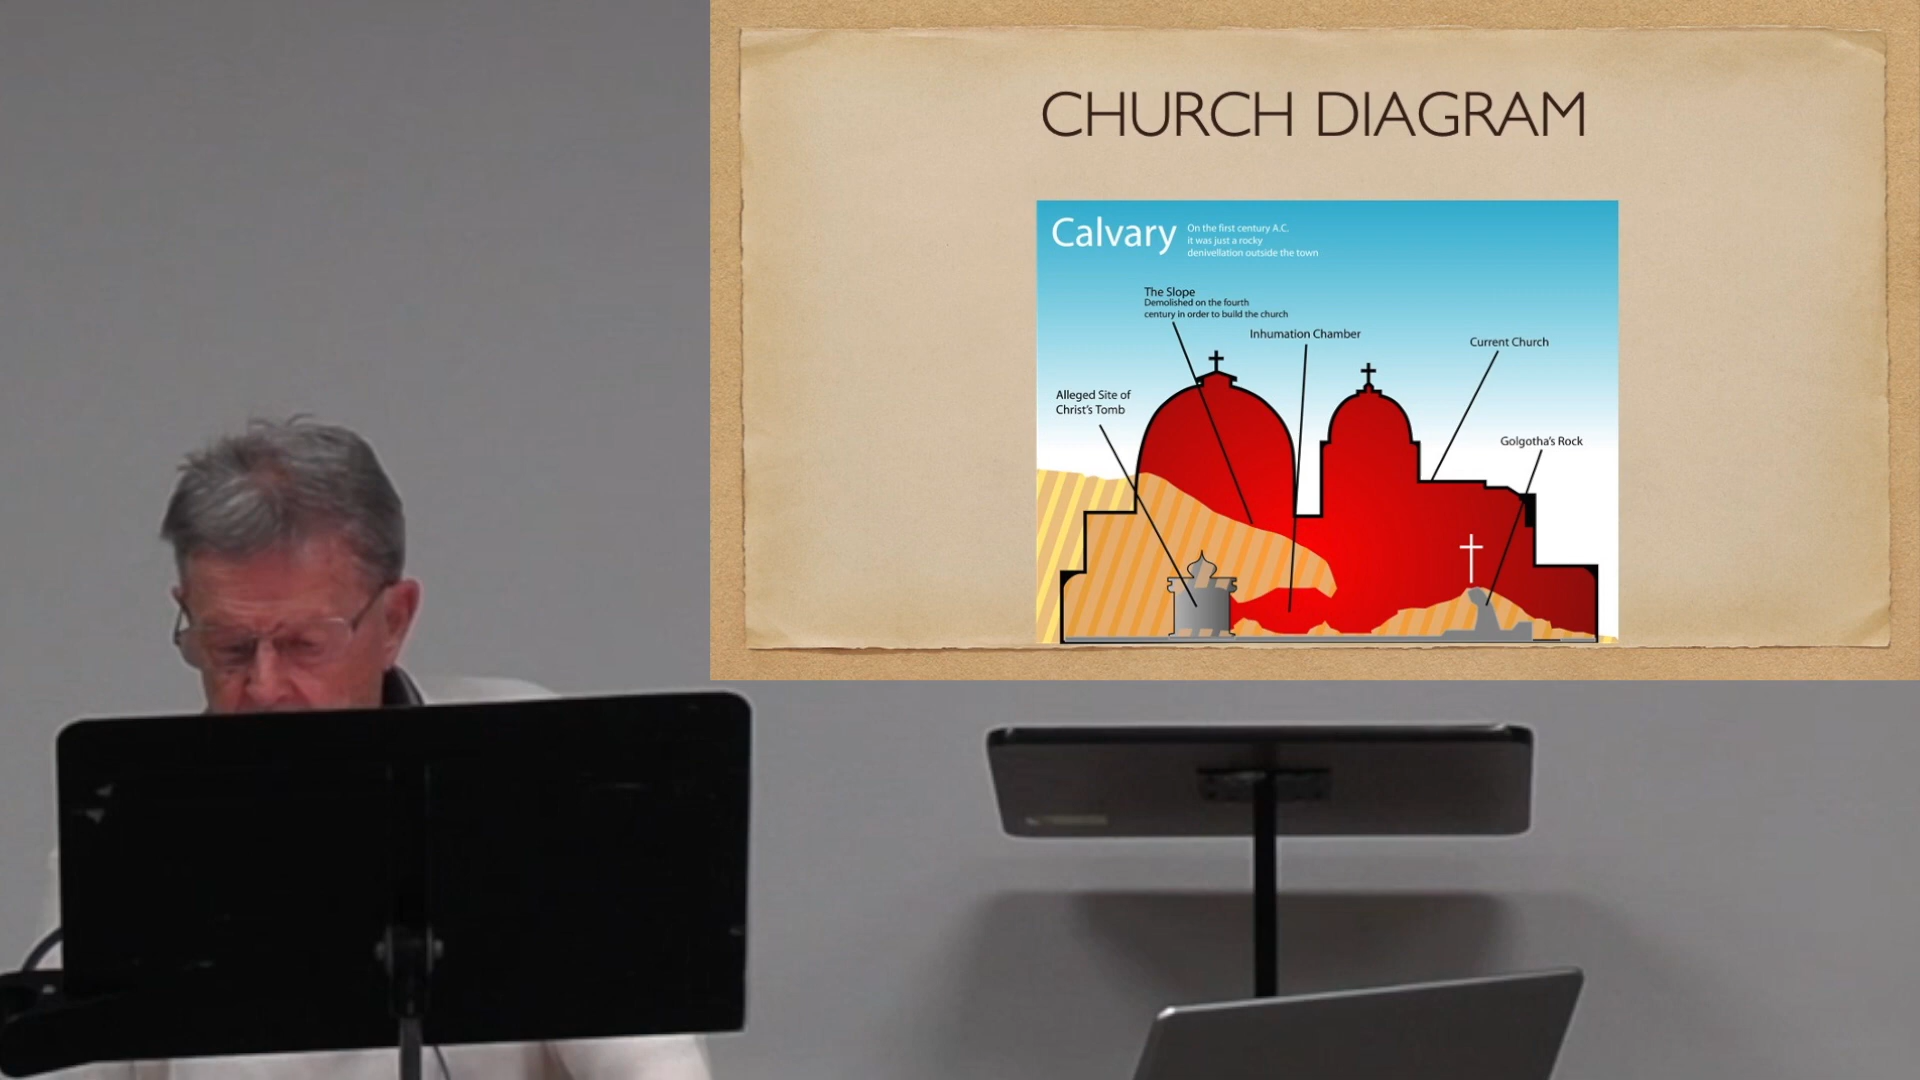 CHURCH DIAGRAM
Calvary
On the first century A.C.
it was just a rocky
denivellation outside the town
The Slope
Demolished on the fourth
century in order to build the church
Inhumation Chamber
Current Church
Alleged Site of
Christ's Tomb
Golgotha's Rock